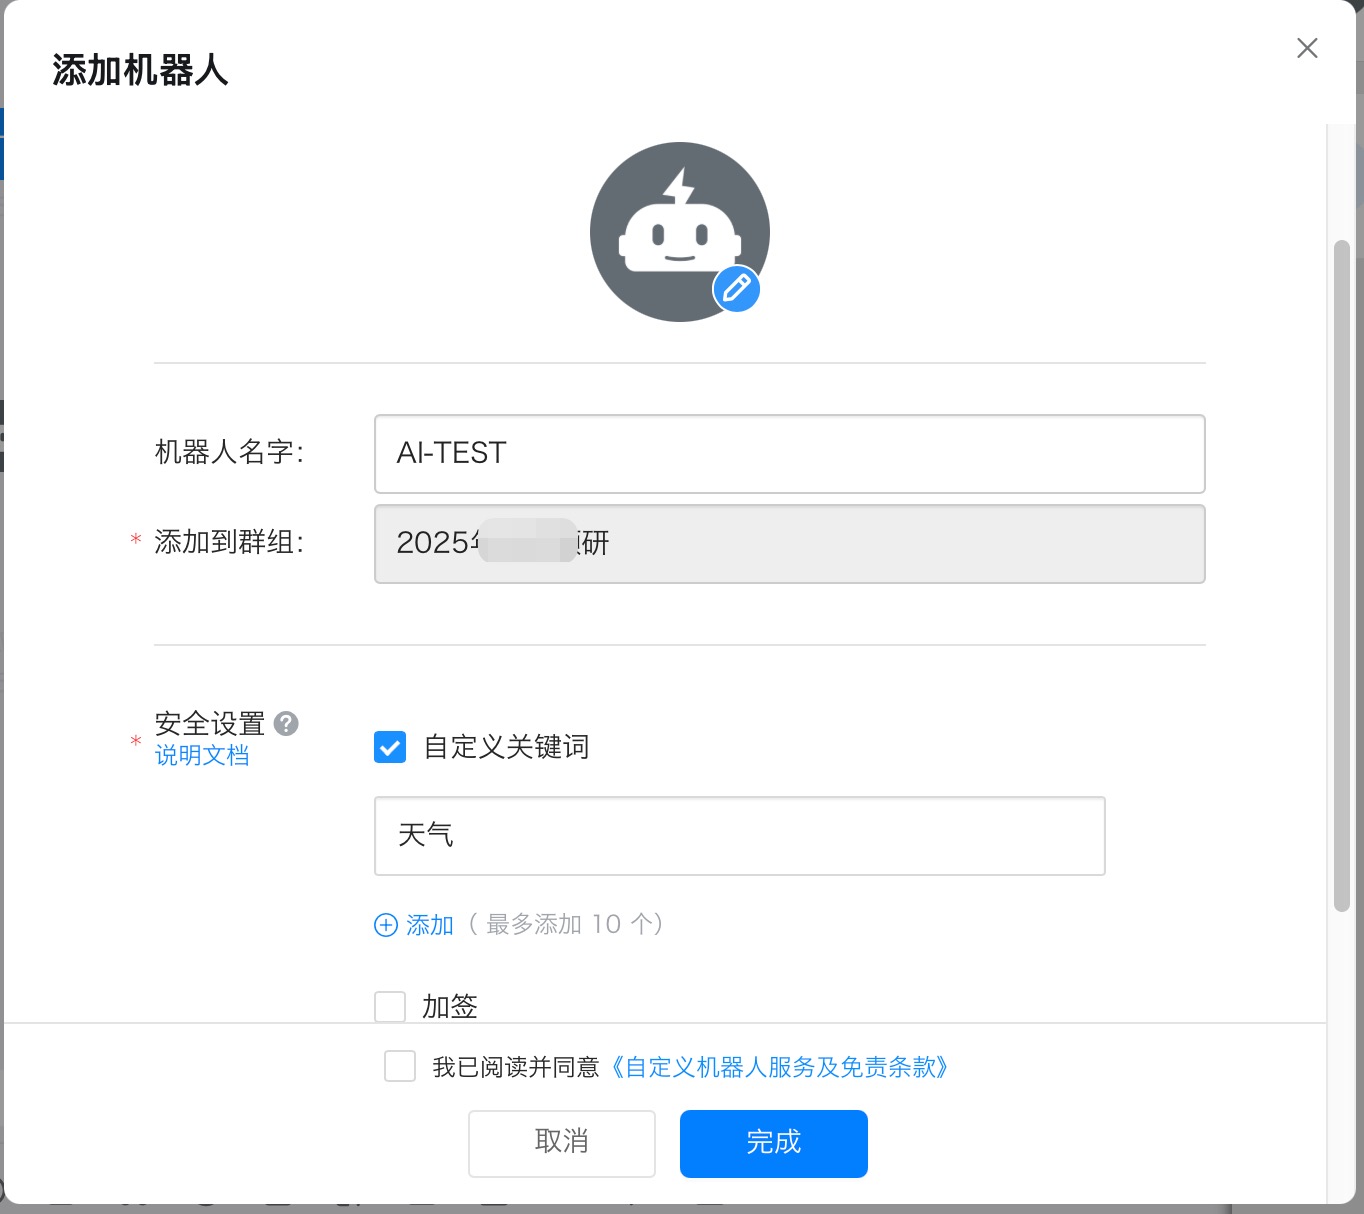 添加机器人
机器人名字：
AI-TEST
* 添加到群组：
2025 研
安全设置
* 说明文档
自定义关键词
天气
添加（ 最多添加 10 个）
加签
我已阅读并同意《自定义机器人服务及免责条款》
取消
完成